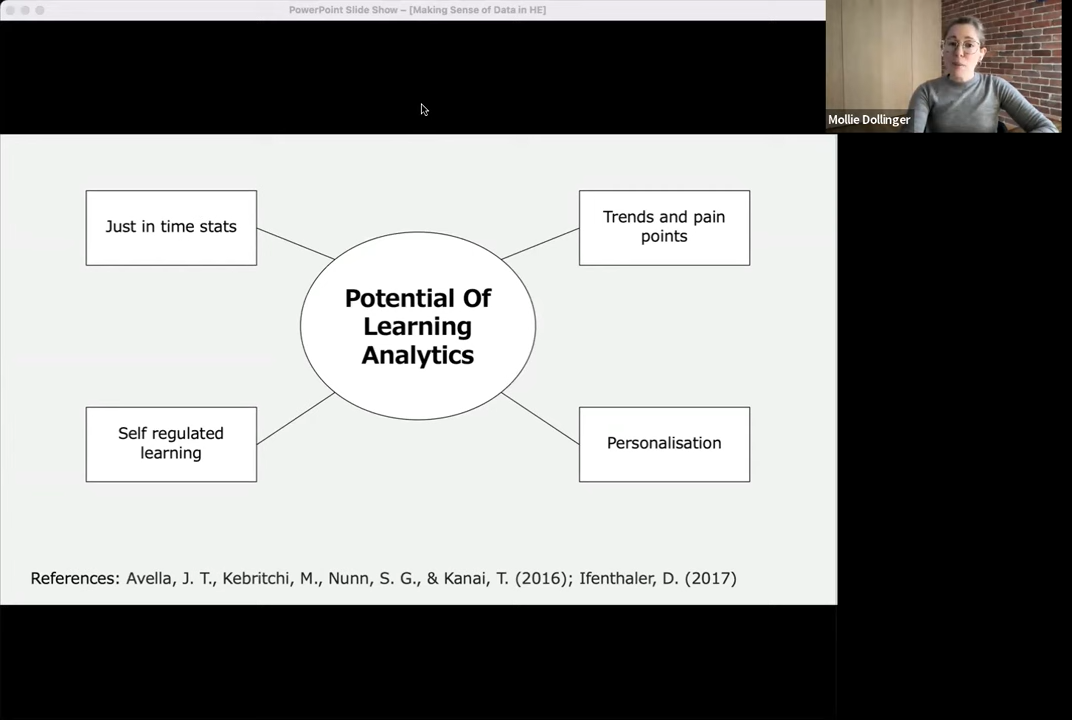 PowerPoint Slide Show – [Making Sense of Data in HE]
Mollie Dollinger
Just in time stats
Trends and pain
points
Potential Of
Learning
Analytics
Self regulated
learning
Personalisation
References: Avella, J. T., Kebritchi, M., Nunn, S. G., & Kanai, T. (2016); Ifenthaler, D. (2017)